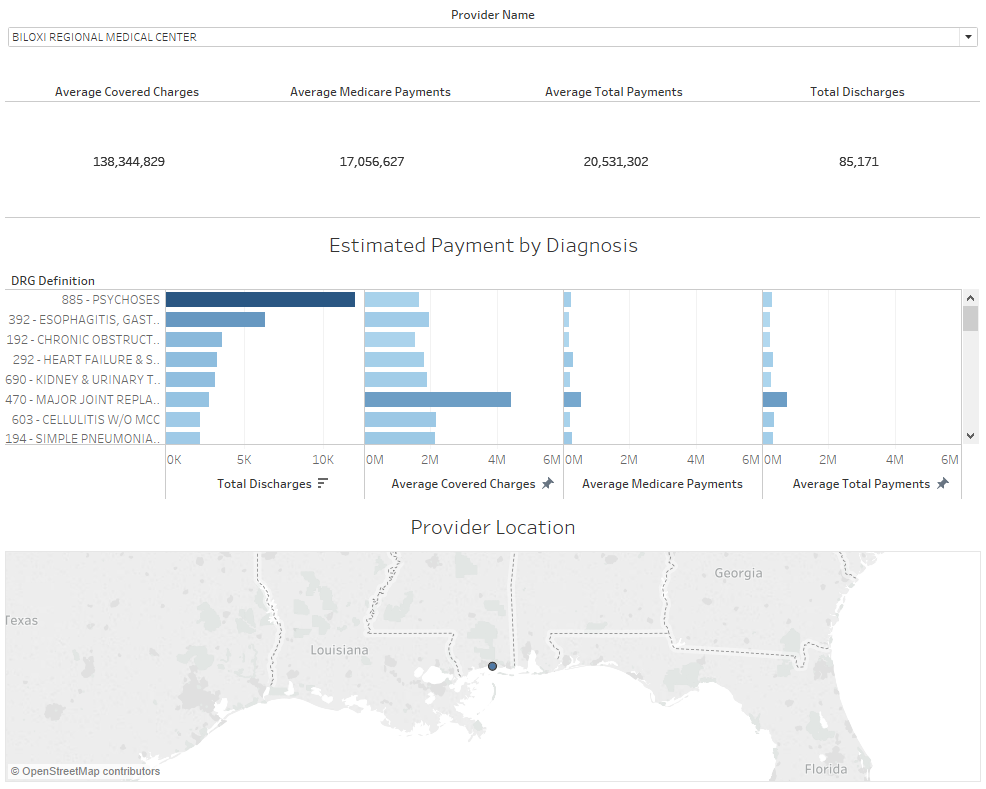 Provider Name
BILOXI REGIONAL MEDICAL CENTER
Average Covered Charges Average Medicare Payments Average Total Payments Total Discharges
138,344,829 17,056,627 20,531,302 85,171
Estimated Payment by Diagnosis
DRG Definition
885 - PSYCHOSES
392 - ESOPHAGITIS, GAST..
192 - CHRONIC OBSTRUCT..
292 - HEART FAILURE & S..
690 - KIDNEY & URINARY T..
470 - MAJOR JOINT REPLA..
603 - CELLULITIS W/O MCC
194 - SIMPLE PNEUMONIA..
0K 5K 10K 0M 2M 4M 6M 0M 2M 4M 6M 0M 2M 4M 6M
Total Discharges Average Covered Charges Average Medicare Payments Average Total Payments
Provider Location
Georgia
Texas
Louisiana
Florida
© OpenStreetMap contributors